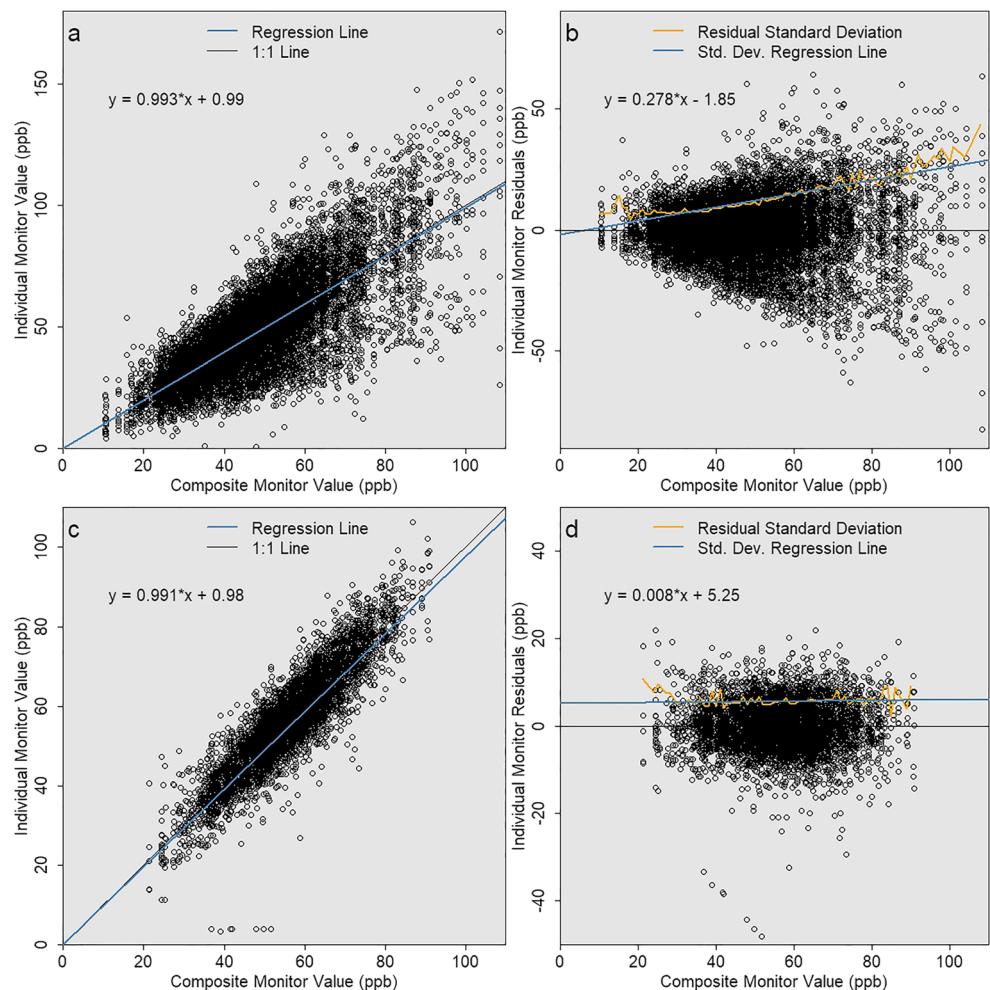 a
Regression Line
1:1 Line
y = 0.993*x + 0.99
Individual Monitor Value (ppb)
150
100
50
0
0 20 40 60 80 100
Composite Monitor Value (ppb)
b
Residual Standard Deviation
Std. Dev. Regression Line
y = 0.278*x - 1.85
Individual Monitor Residuals (ppb)
50
0
-50
0 20 40 60 80 100
Composite Monitor Value (ppb)
c
Regression Line
1:1 Line
y = 0.991*x + 0.98
Individual Monitor Value (ppb)
100
80
60
40
20
0
0 20 40 60 80 100
Composite Monitor Value (ppb)
d
Residual Standard Deviation
Std. Dev. Regression Line
y = 0.008*x + 5.25
Individual Monitor Residuals (ppb)
40
20
0
-20
-40
0 20 40 60 80 100
Composite Monitor Value (ppb)